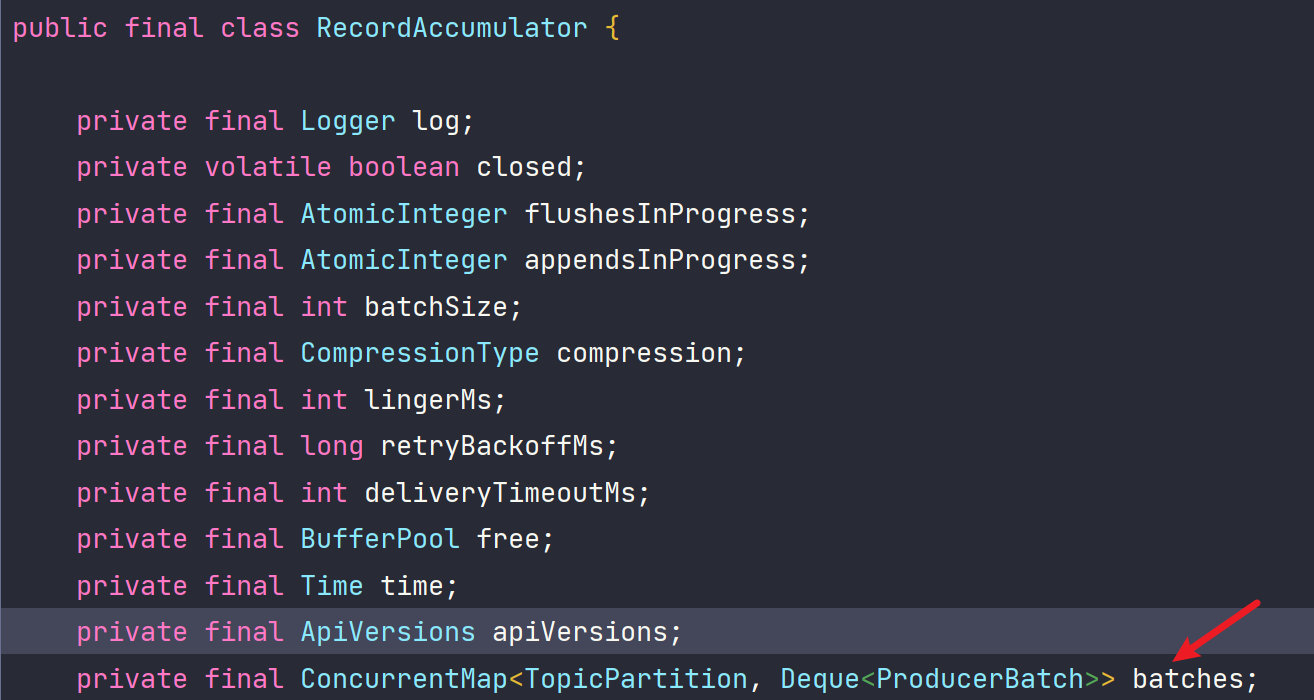 public final class RecordAccumulator {
private final Logger log;
private volatile boolean closed;
private final AtomicInteger flushesInProgress;
private final AtomicInteger appendsInProgress;
private final int batchSize;
private final CompressionType compression;
private final int lingerMs;
private final long retryBackoffMs;
private final int deliveryTimeoutMs;
private final BufferPool free;
private final Time time;
private final ApiVersions apiVersions;
private final ConcurrentMap<TopicPartition, Deque<ProducerBatch>> batches;